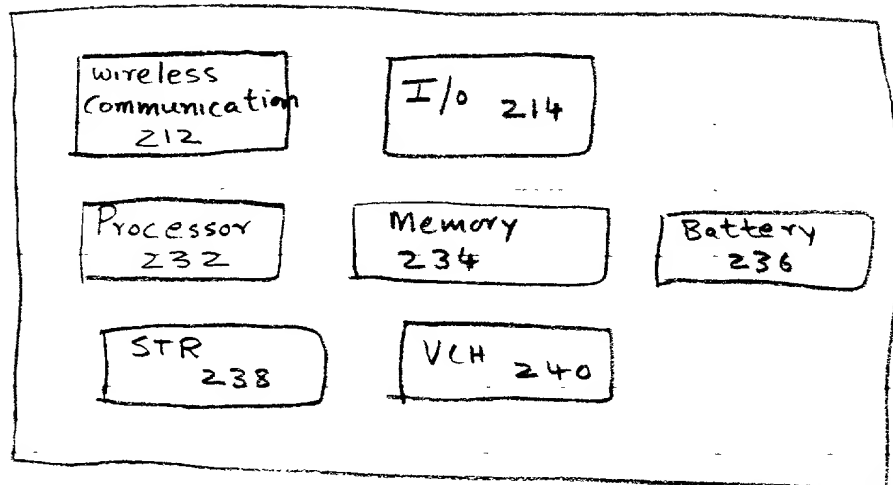 wireless
Communication
212
I/o 214
Processor
232
Memory
234
Battery
236
STR
238
VCH
240